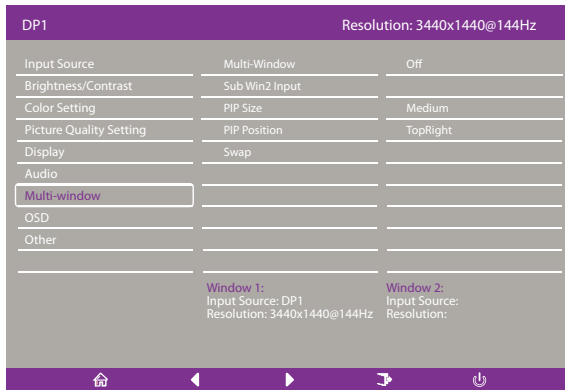 DP1 Resolution: 3440x1440@144Hz
Input Source Multi-Window Off
Brightness/Contrast Sub Win2 Input
Color Setting PIP Size Medium
Picture Quality Setting PIP Position TopRight
Display Swap
Audio
Multi-window
OSD
Other
Window 1: Window 2:
Input Source: DP1 Input Source:
Resolution: 3440x1440@144Hz Resolution: